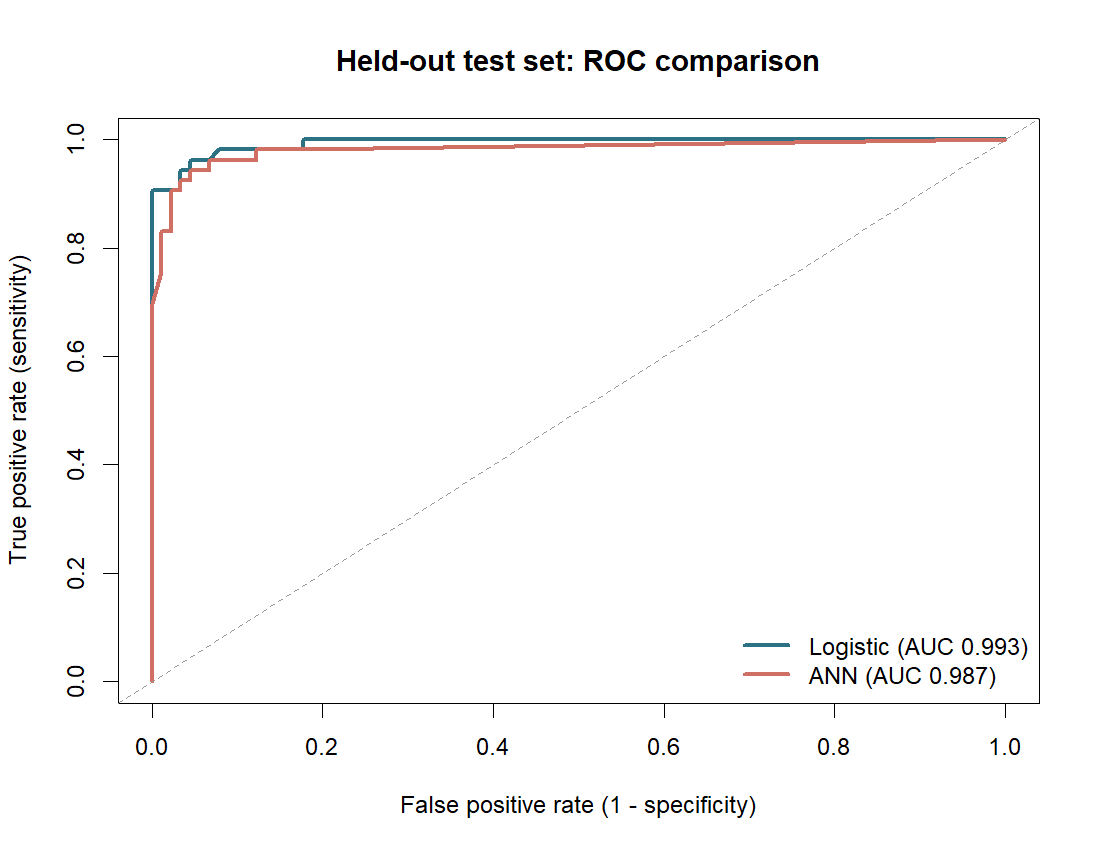 Held-out test set: ROC comparison
True positive rate (sensitivity)
1.0
0.8
0.6
0.4
0.2
0.0
Logistic (AUC 0.993)
ANN (AUC 0.987)
0.0 0.2 0.4 0.6 0.8 1.0
False positive rate (1 - specificity)